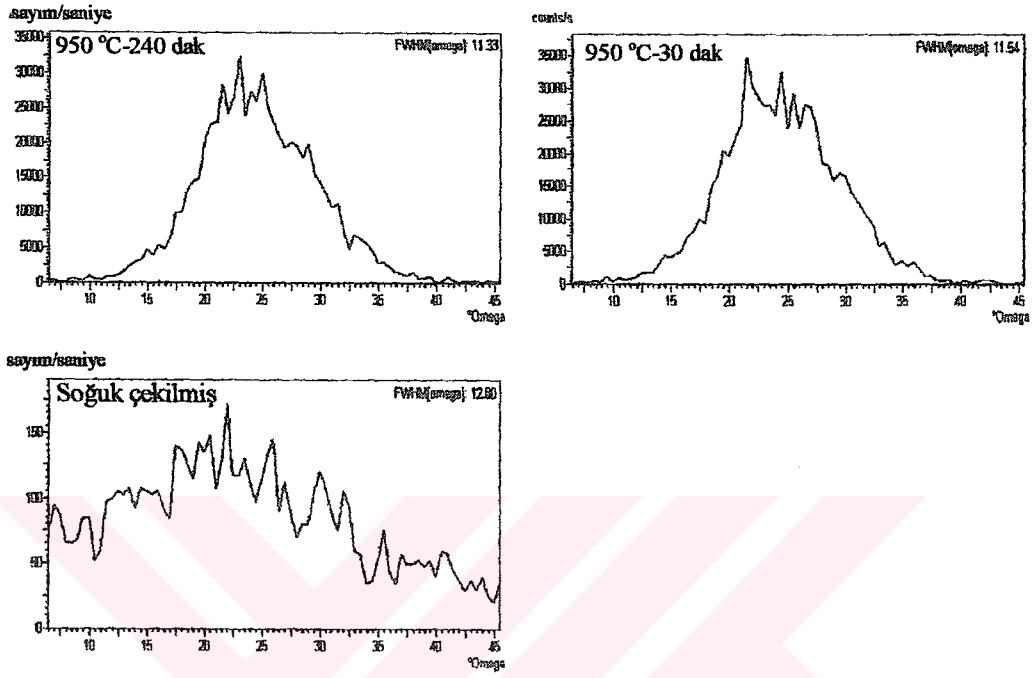 sayım/saniye
950 °C-240 dak
FWHM[omega]: 11.33
35000
30000
25000
20000
15000
10000
5000
0
10 15 20 25 30 35 40 45
°Omega
counts/s
950 °C-30 dak
FWHM[omega]: 11.54
35000
30000
25000
20000
15000
10000
5000
0
10 15 20 25 30 35 40 45
°Omega
sayım/saniye
Soğuk çekilmiş
FWHM[omega]: 12.60
150
100
50
0
10 15 20 25 30 35 40 45
°Omega